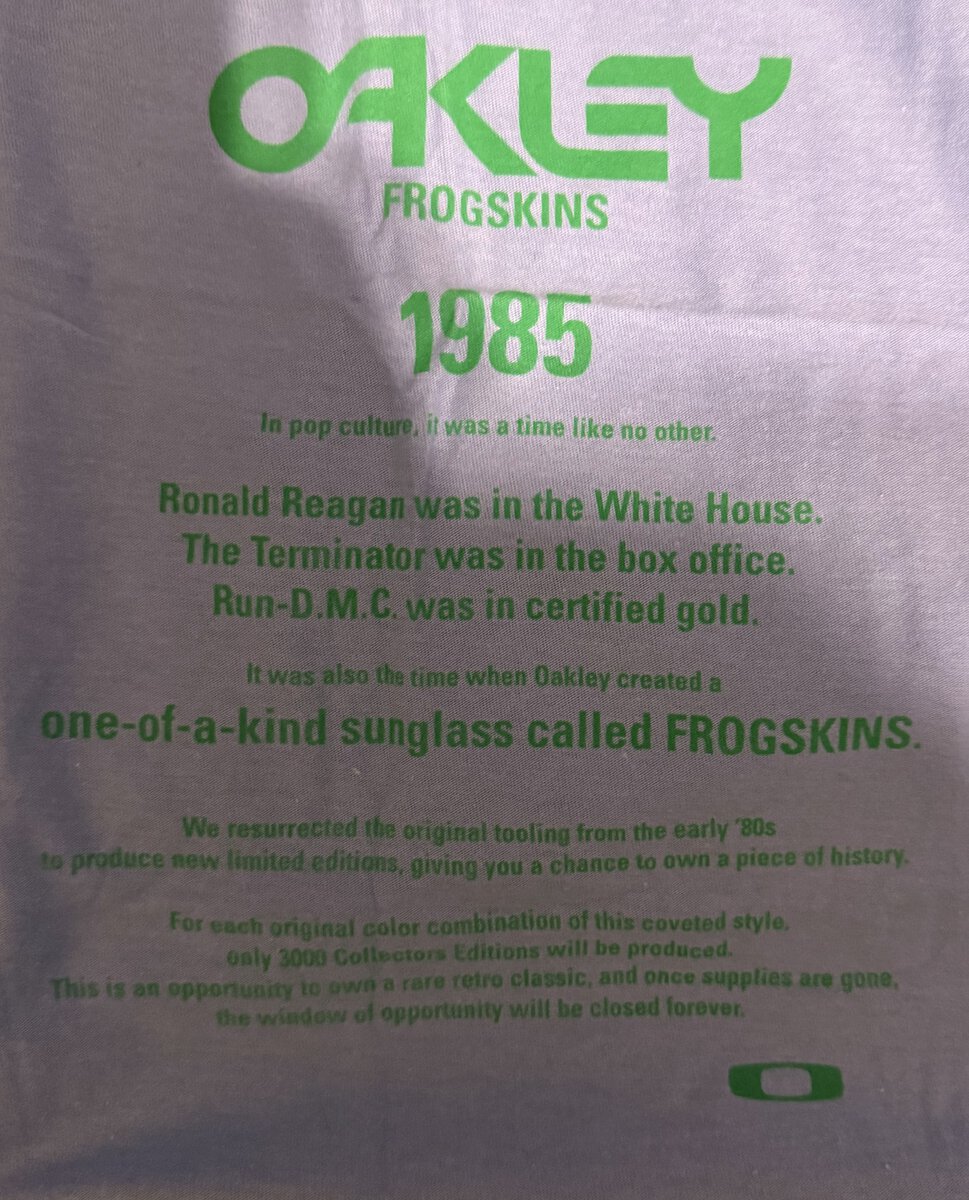 OAKLEY
FROGSKINS
1985
In pop culture, it was a time like no other.
Ronald Reagan was in the White House.
The Terminator was in the box office.
Run-D.M.C. was in certified gold.
It was also the time when Oakley created a
one-of-a-kind sunglass called FROGSKINS.
We resurrected the original tooling from the early '80s
to produce new limited editions, giving you a chance to own a piece of history.
For each original color combination of this coveted style,
only 3000 Collectors Editions will be produced.
This is an opportunity to own a rare retro classic, and once supplies are gone,
the window of opportunity will be closed forever.